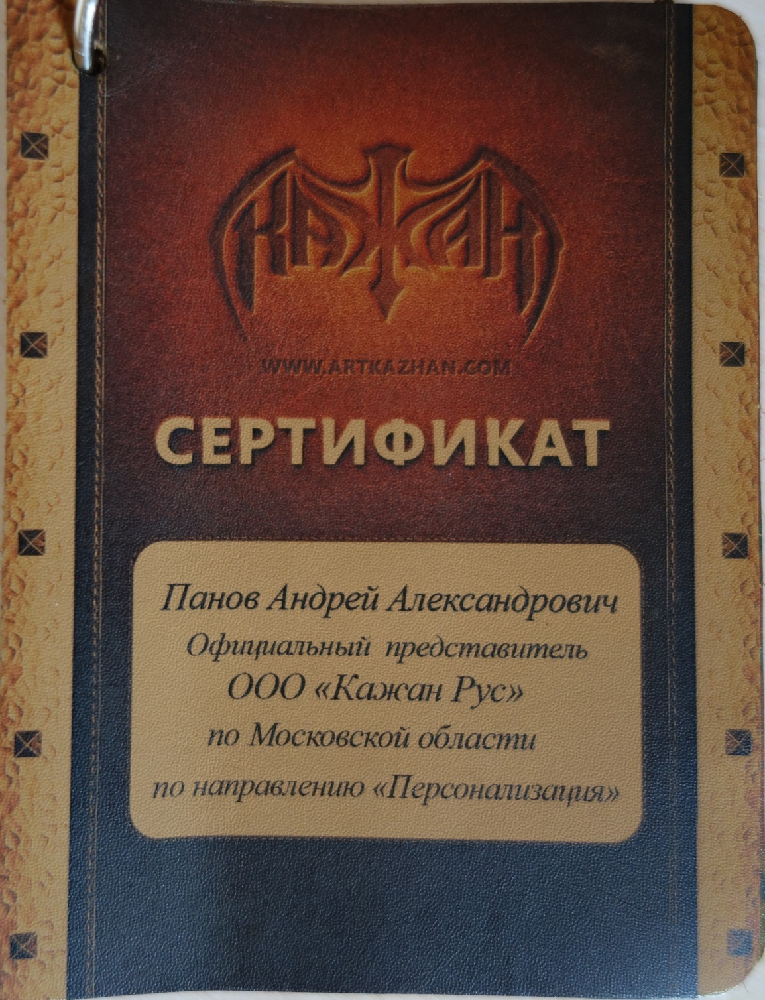 КАЖАН
WWW.ARTKAZHAN.COM
СЕРТИФИКАТ
Панов Андрей Александрович
Официальный представитель
ООО «Кажан Рус»
по Московской области
по направлению «Персонализация»